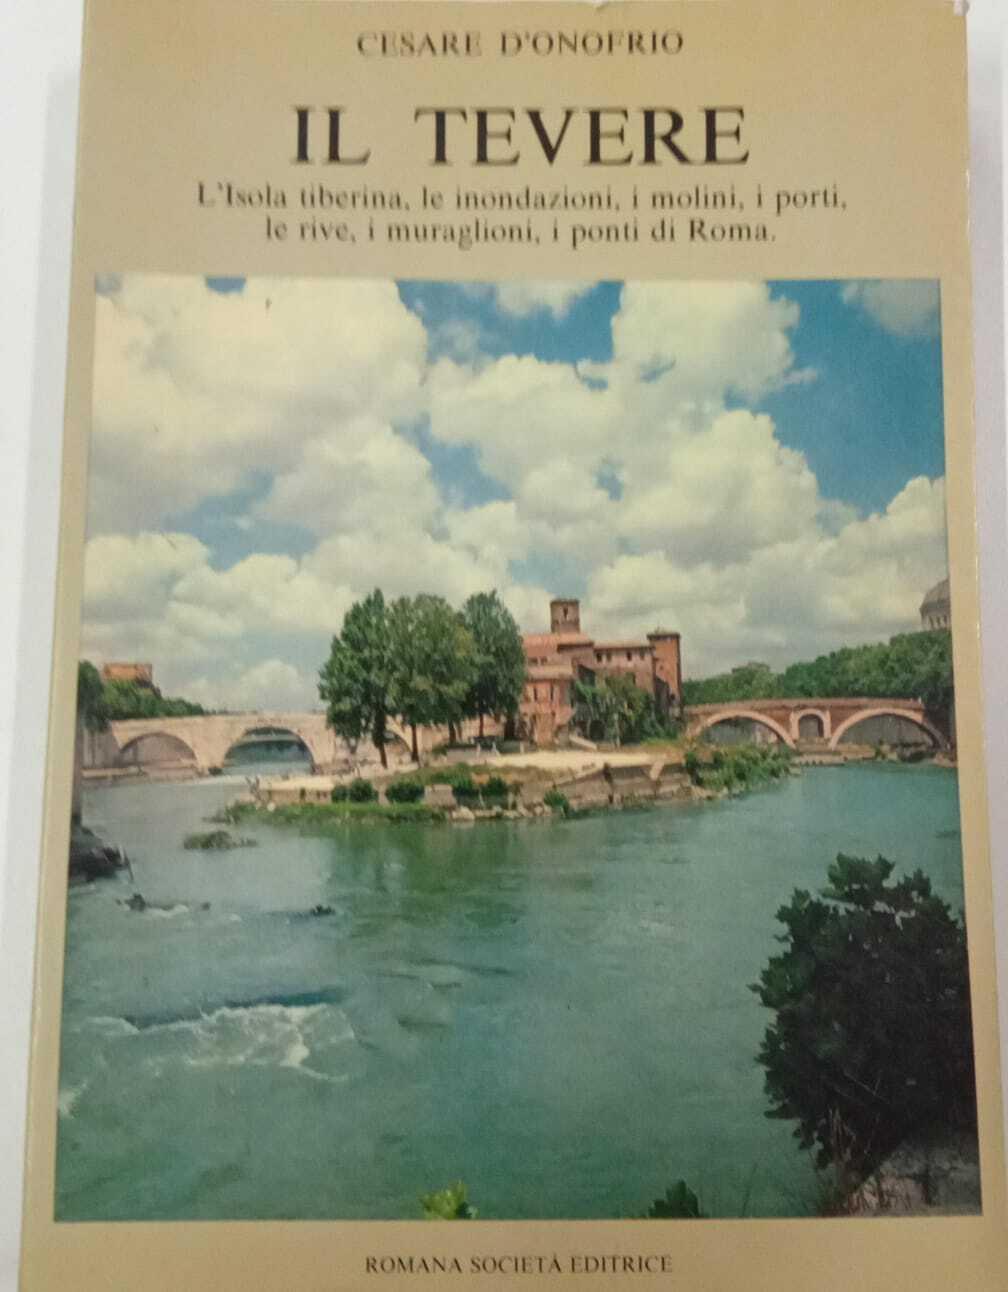 CESARE D'ONOFRIO
IL TEVERE
L'Isola tiberina, le inondazioni, i molini, i porti,
le rive, i muraglioni, i ponti di Roma.
ROMANA SOCIETÀ EDITRICE